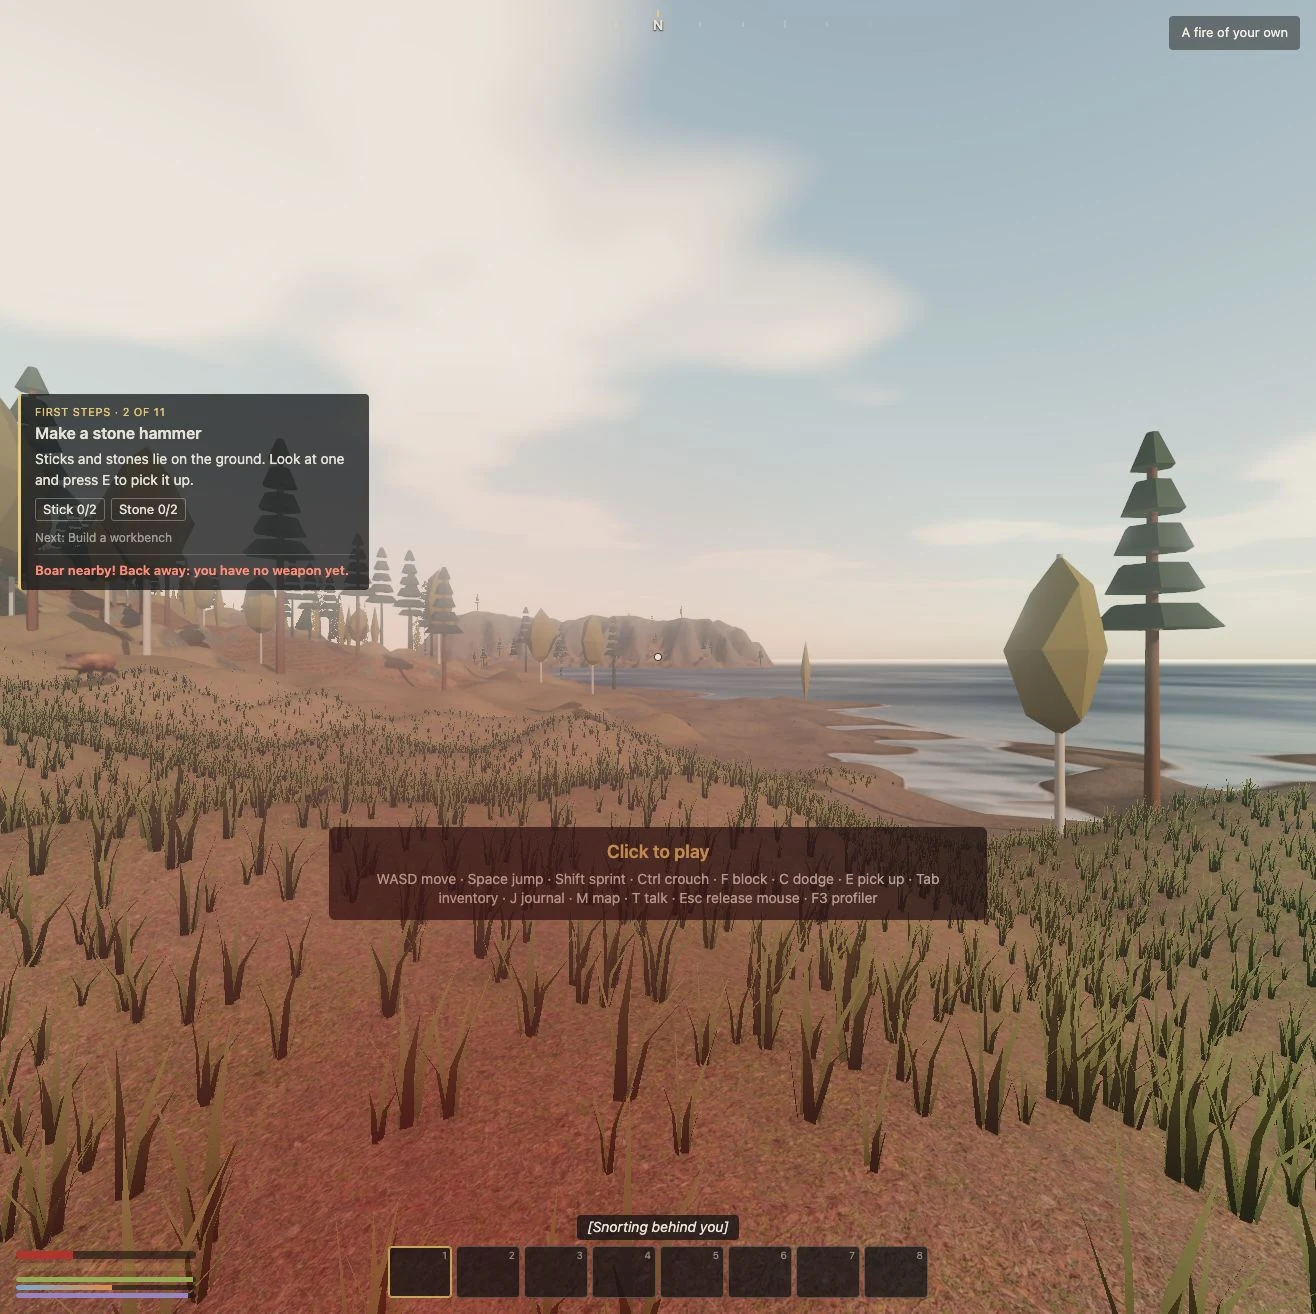 N
A fire of your own
FIRST STEPS · 2 OF 11
Make a stone hammer
Sticks and stones lie on the ground. Look at one
and press E to pick it up.
Stick 0/2 Stone 0/2
Next: Build a workbench
Boar nearby! Back away: you have no weapon yet.
Click to play
WASD move · Space jump · Shift sprint · Ctrl crouch · F block · C dodge · E pick up · Tab
inventory · J journal · M map · T talk · Esc release mouse · F3 profiler
[Snorting behind you]
1 2 3 4 5 6 7 8